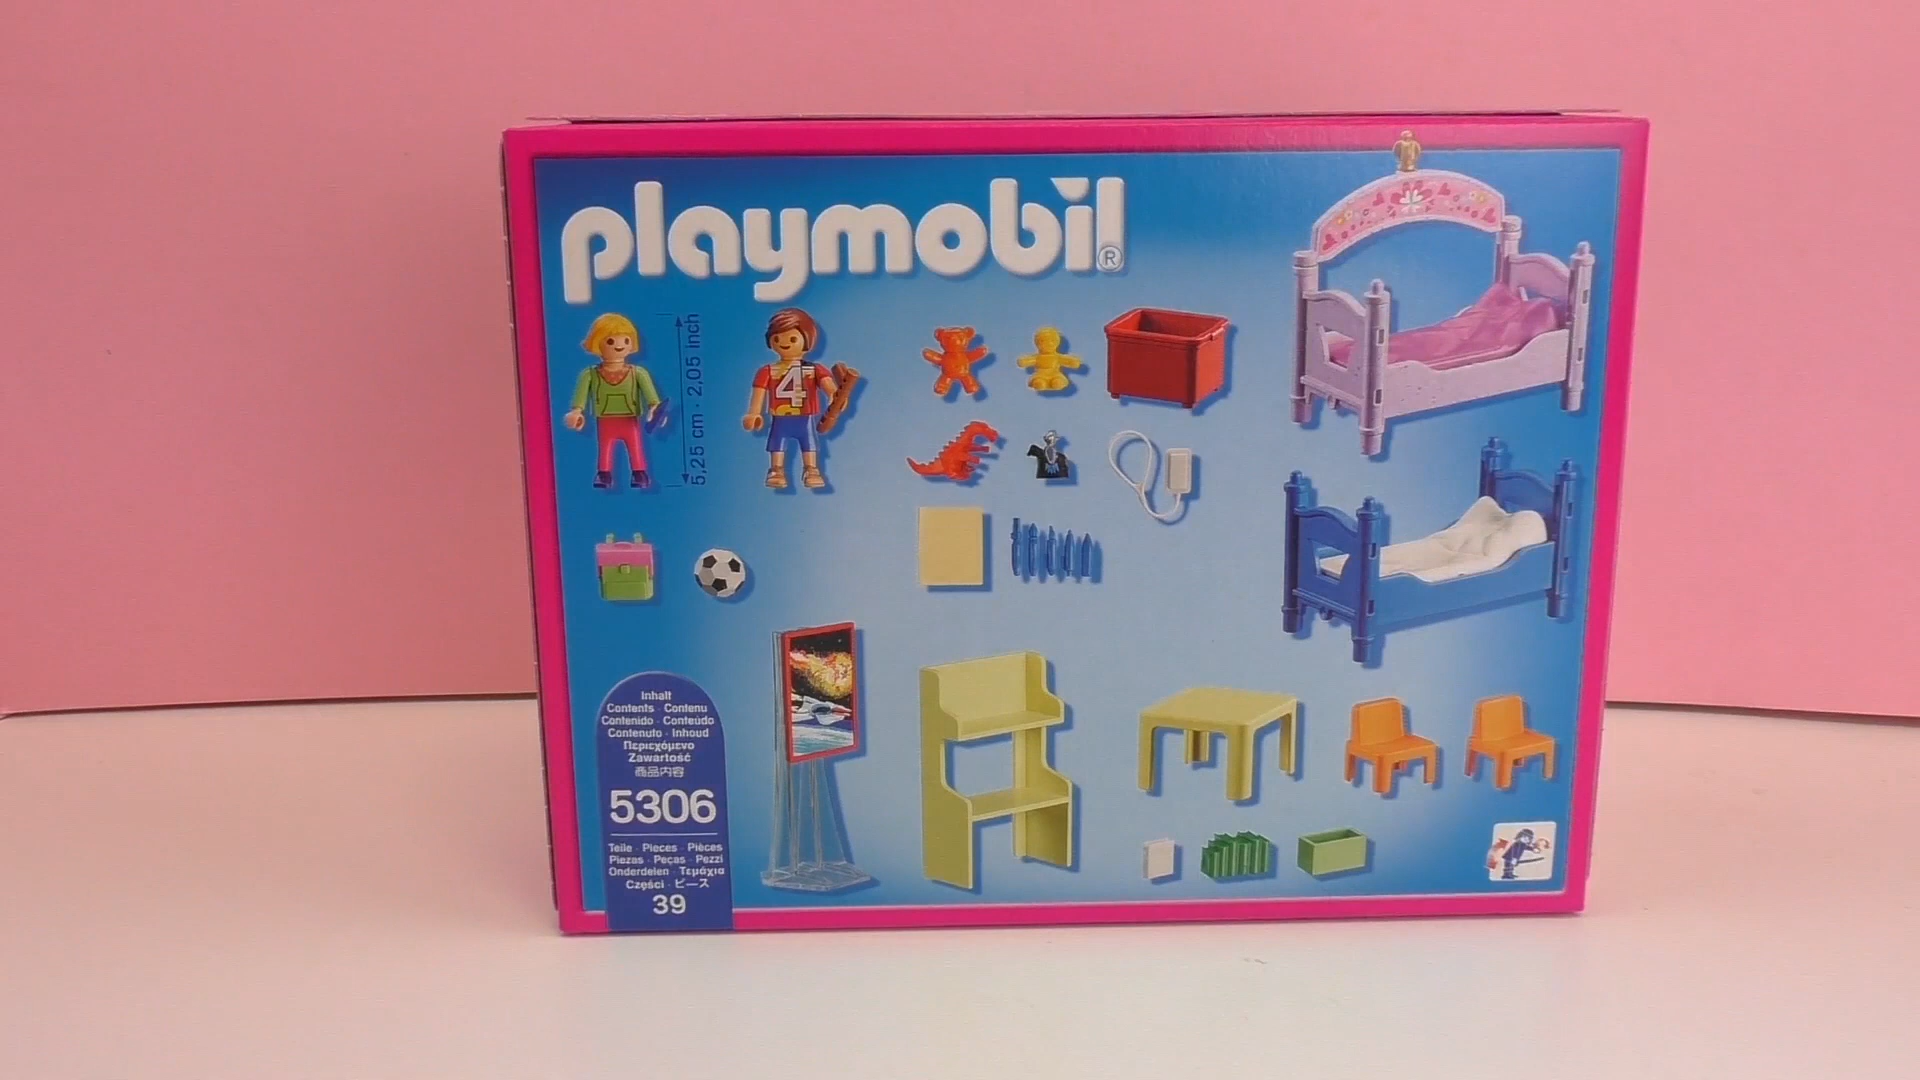 playmobil®
5,25 cm · 2,05 inch
4
Inhalt
Contents · Contenu
Contenido · Conteúdo
Contenuto · Inhoud
Περιεχόμενο
Zawartość
商品内容
5306
Teile · Pieces · Pièces
Piezas · Peças · Pezzi
Onderdelen · Τεμάχια
Części · ピース
39